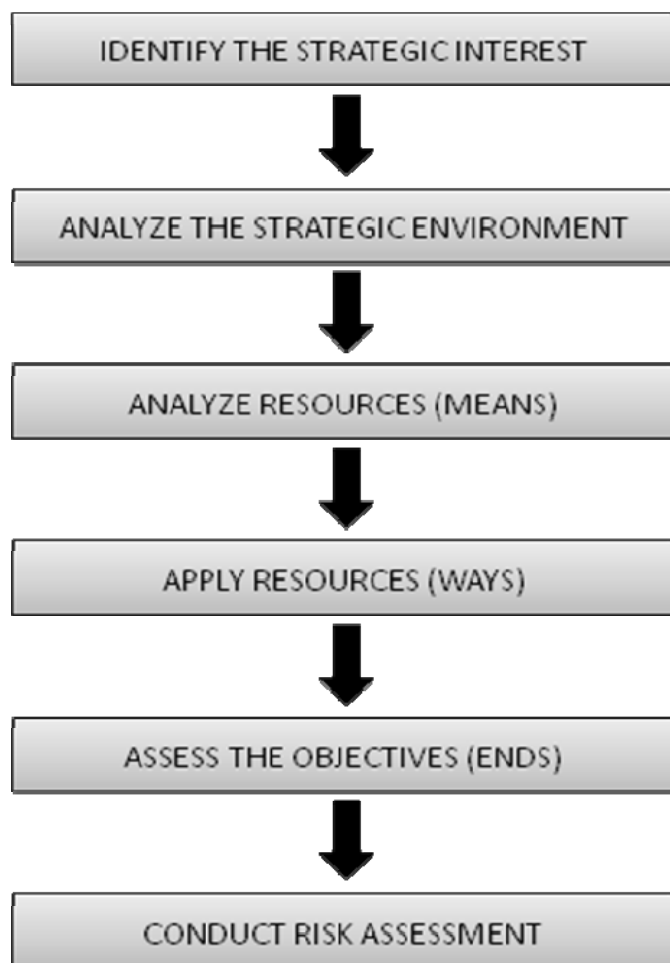 IDENTIFY THE STRATEGIC INTEREST
ANALYZE THE STRATEGIC ENVIRONMENT
ANALYZE RESOURCES (MEANS)
APPLY RESOURCES (WAYS)
ASSESS THE OBJECTIVES (ENDS)
CONDUCT RISK ASSESSMENT